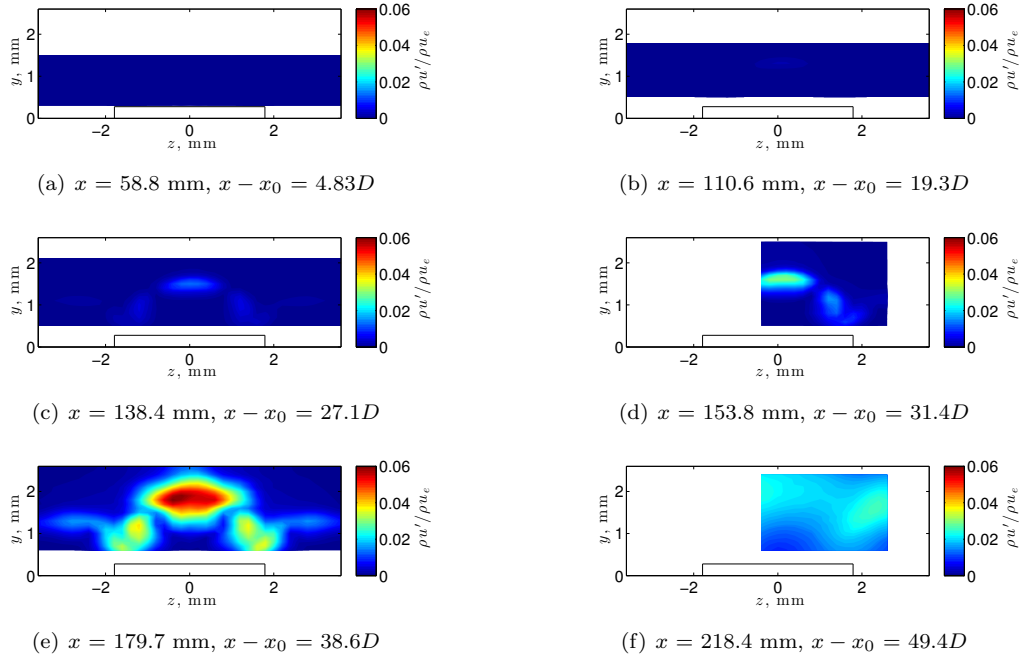 0.06
0.04
0.02
0
ρu′/ρu_e
2
1
0
y, mm
−2 0 2
z, mm
(a) x = 58.8 mm, x − x₀ = 4.83D
0.06
0.04
0.02
0
ρu′/ρu_e
2
1
0
y, mm
−2 0 2
z, mm
(b) x = 110.6 mm, x − x₀ = 19.3D
0.06
0.04
0.02
0
ρu′/ρu_e
2
1
0
y, mm
−2 0 2
z, mm
(c) x = 138.4 mm, x − x₀ = 27.1D
0.06
0.04
0.02
0
ρu′/ρu_e
2
1
0
y, mm
−2 0 2
z, mm
(d) x = 153.8 mm, x − x₀ = 31.4D
0.06
0.04
0.02
0
ρu′/ρu_e
2
1
0
y, mm
−2 0 2
z, mm
(e) x = 179.7 mm, x − x₀ = 38.6D
0.06
0.04
0.02
0
ρu′/ρu_e
2
1
0
y, mm
−2 0 2
z, mm
(f) x = 218.4 mm, x − x₀ = 49.4D